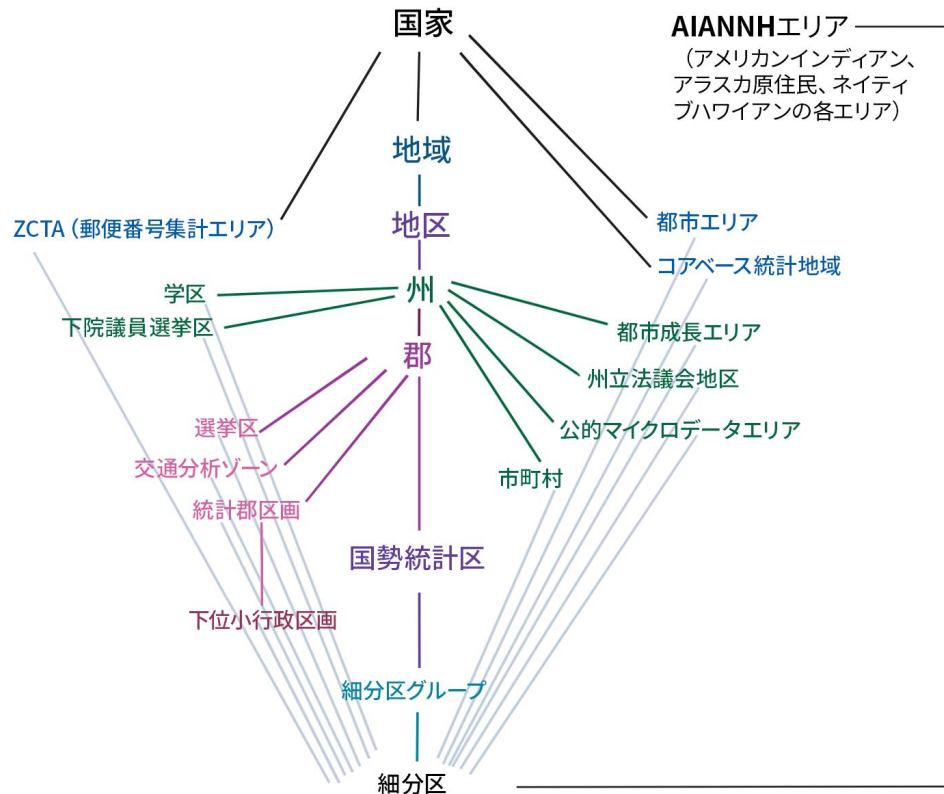 国家
AIANNHエリア
(アメリカンインディアン、
アラスカ原住民、ネイティ
ブハワイアンの各エリア)
地域
地区
ZCTA(郵便番号集計エリア)
都市エリア
コアベース統計地域
州
学区
下院議員選挙区
都市成長エリア
郡
州立法議会地区
選挙区
公的マイクロデータエリア
交通分析ゾーン
市町村
統計郡区画
国勢統計区
下位小行政区画
細分区グループ
細分区